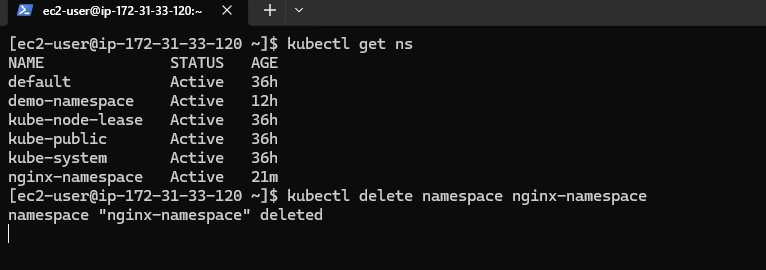 ec2-user@ip-172-31-33-120:~
[ec2-user@ip-172-31-33-120 ~]$ kubectl get ns
NAME              STATUS   AGE
default           Active   36h
demo-namespace    Active   12h
kube-node-lease   Active   36h
kube-public       Active   36h
kube-system       Active   36h
nginx-namespace   Active   21m
[ec2-user@ip-172-31-33-120 ~]$ kubectl delete namespace nginx-namespace
namespace "nginx-namespace" deleted